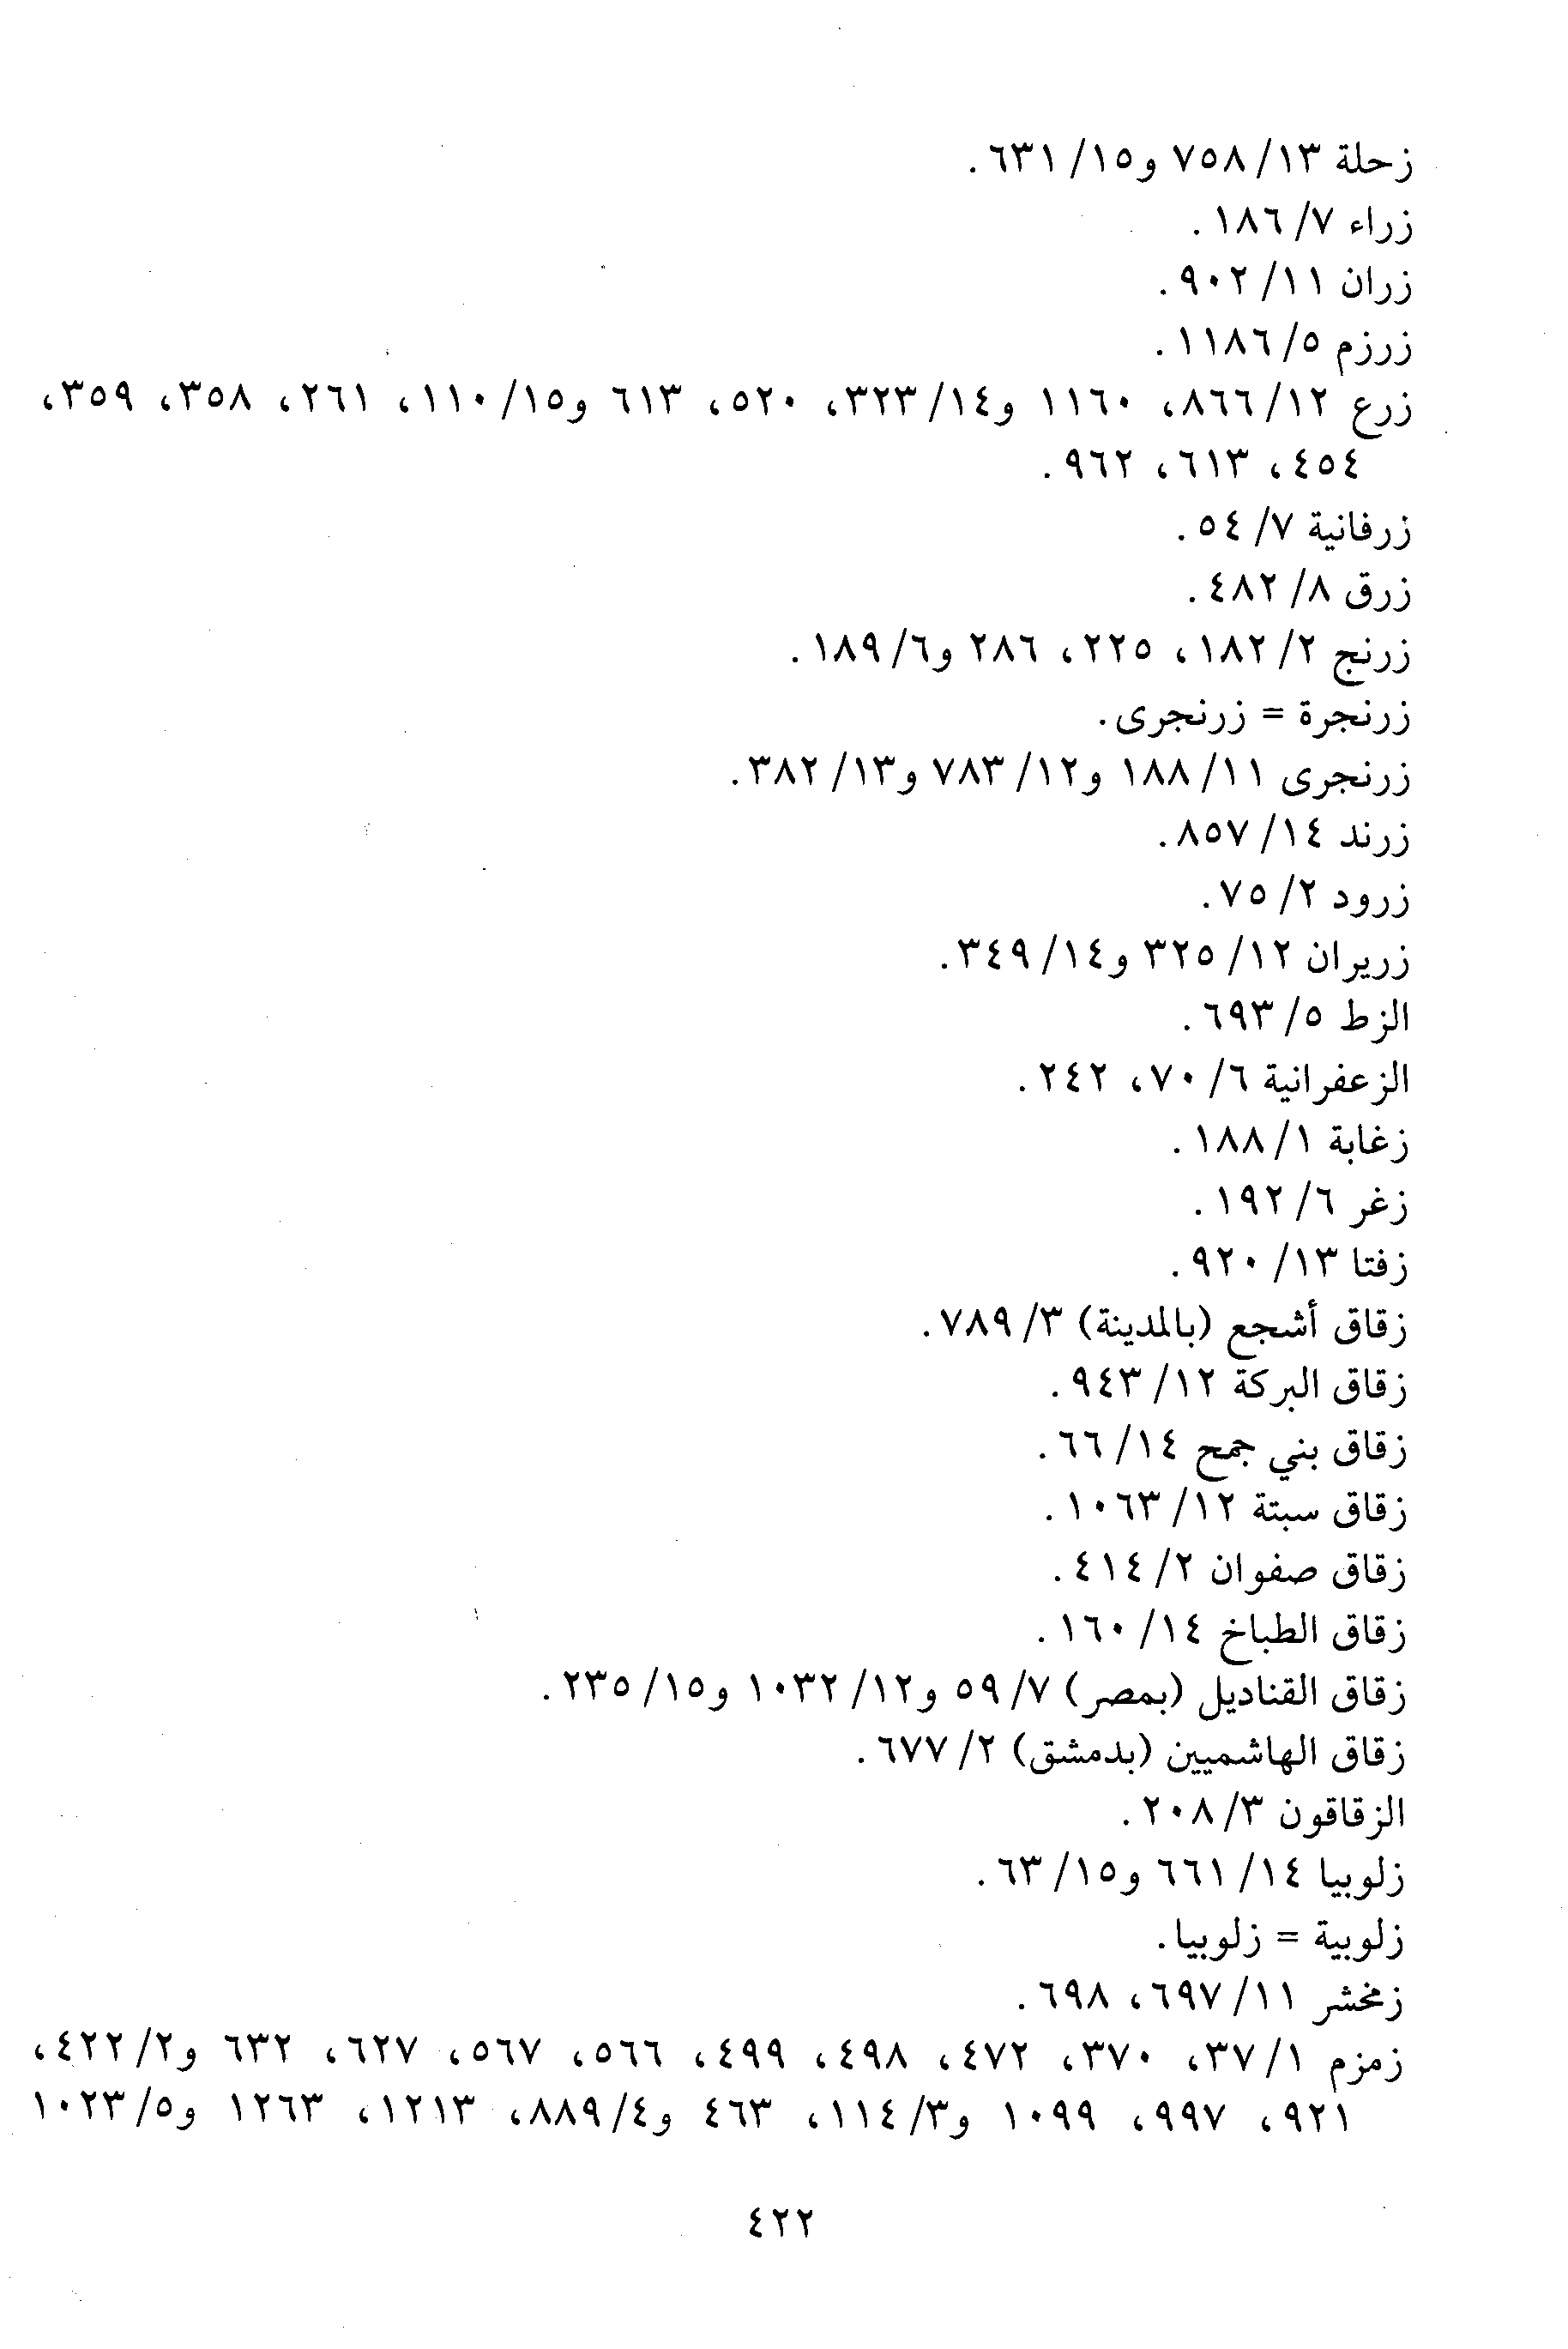 زحلة ١٣/ ٧٥٨ و١٥/ ٦٣١.
زراء ٧/ ١٨٦.
زران ١١/ ٩٠٢.
زرزم ٥/ ١١٨٦.
زرع ١٢/ ٨٦٦، ١١٦٠ و١٤/ ٣٢٣، ٥٢٠، ٦١٣ و١٥/ ١١٠، ٢٦١، ٣٥٨، ٣٥٩،
٤٥٤، ٦١٣، ٩٦٢.
زرفانية ٧/ ٥٤.
زرق ٨/ ٤٨٢.
زرنج ٢/ ١٨٢، ٢٢٥، ٢٨٦ و٦/ ١٨٩.
زرنجرة = زرنجرى.
زرنجرى ١١/ ١٨٨ و١٢/ ٧٨٣ و١٣/ ٣٨٢.
زرند ١٤/ ٨٥٧.
زرود ٢/ ٧٥.
زريران ١٢/ ٣٢٥ و١٤/ ٣٤٩.
الزط ٥/ ٦٩٣.
الزعفرانية ٦/ ٧٠، ٢٤٢.
زغابة ١/ ١٨٨.
زغر ٦/ ١٩٢.
زفتا ١٣/ ٩٢٠.
زقاق أشجع (بالمدينة) ٣/ ٧٨٩.
زقاق البركة ١٢/ ٩٤٣.
زقاق بني جمح ١٤/ ٦٦.
زقاق سبتة ١٢/ ١٠٦٣.
زقاق صفوان ٢/ ٤١٤.
زقاق الطباخ ١٤/ ١٦٠.
زقاق القناديل (بمصر) ٧/ ٥٩ و١٢/ ١٠٣٢ و١٥/ ٢٣٥.
زقاق الهاشميين (بدمشق) ٢/ ٦٧٧.
الزقاقون ٣/ ٢٠٨.
زلوبيا ١٤/ ٦٦١ و١٥/ ٦٣.
زلوبية = زلوبيا.
زمخشر ١١/ ٦٩٧، ٦٩٨.
زمزم ١/ ٣٧، ٣٧٠، ٤٧٢، ٤٩٨، ٤٩٩، ٥٦٦، ٥٦٧، ٦٢٧، ٦٣٢ و٢/ ٤٢٢،
٩٢١، ٩٩٧، ١٠٩٩ و٣/ ١١٤، ٤٦٣ و٤/ ٨٨٩، ١٢١٣، ١٢٦٣ و٥/ ١٠٢٣
٤٢٢